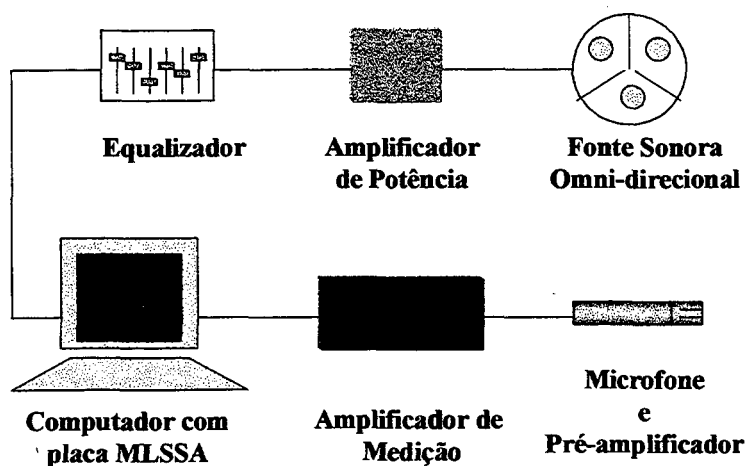 Equalizador
Amplificador
de Potência
Fonte Sonora
Omni-direcional
Computador com
placa MLSSA
Amplificador de
Medição
Microfone
e
Pré-amplificador